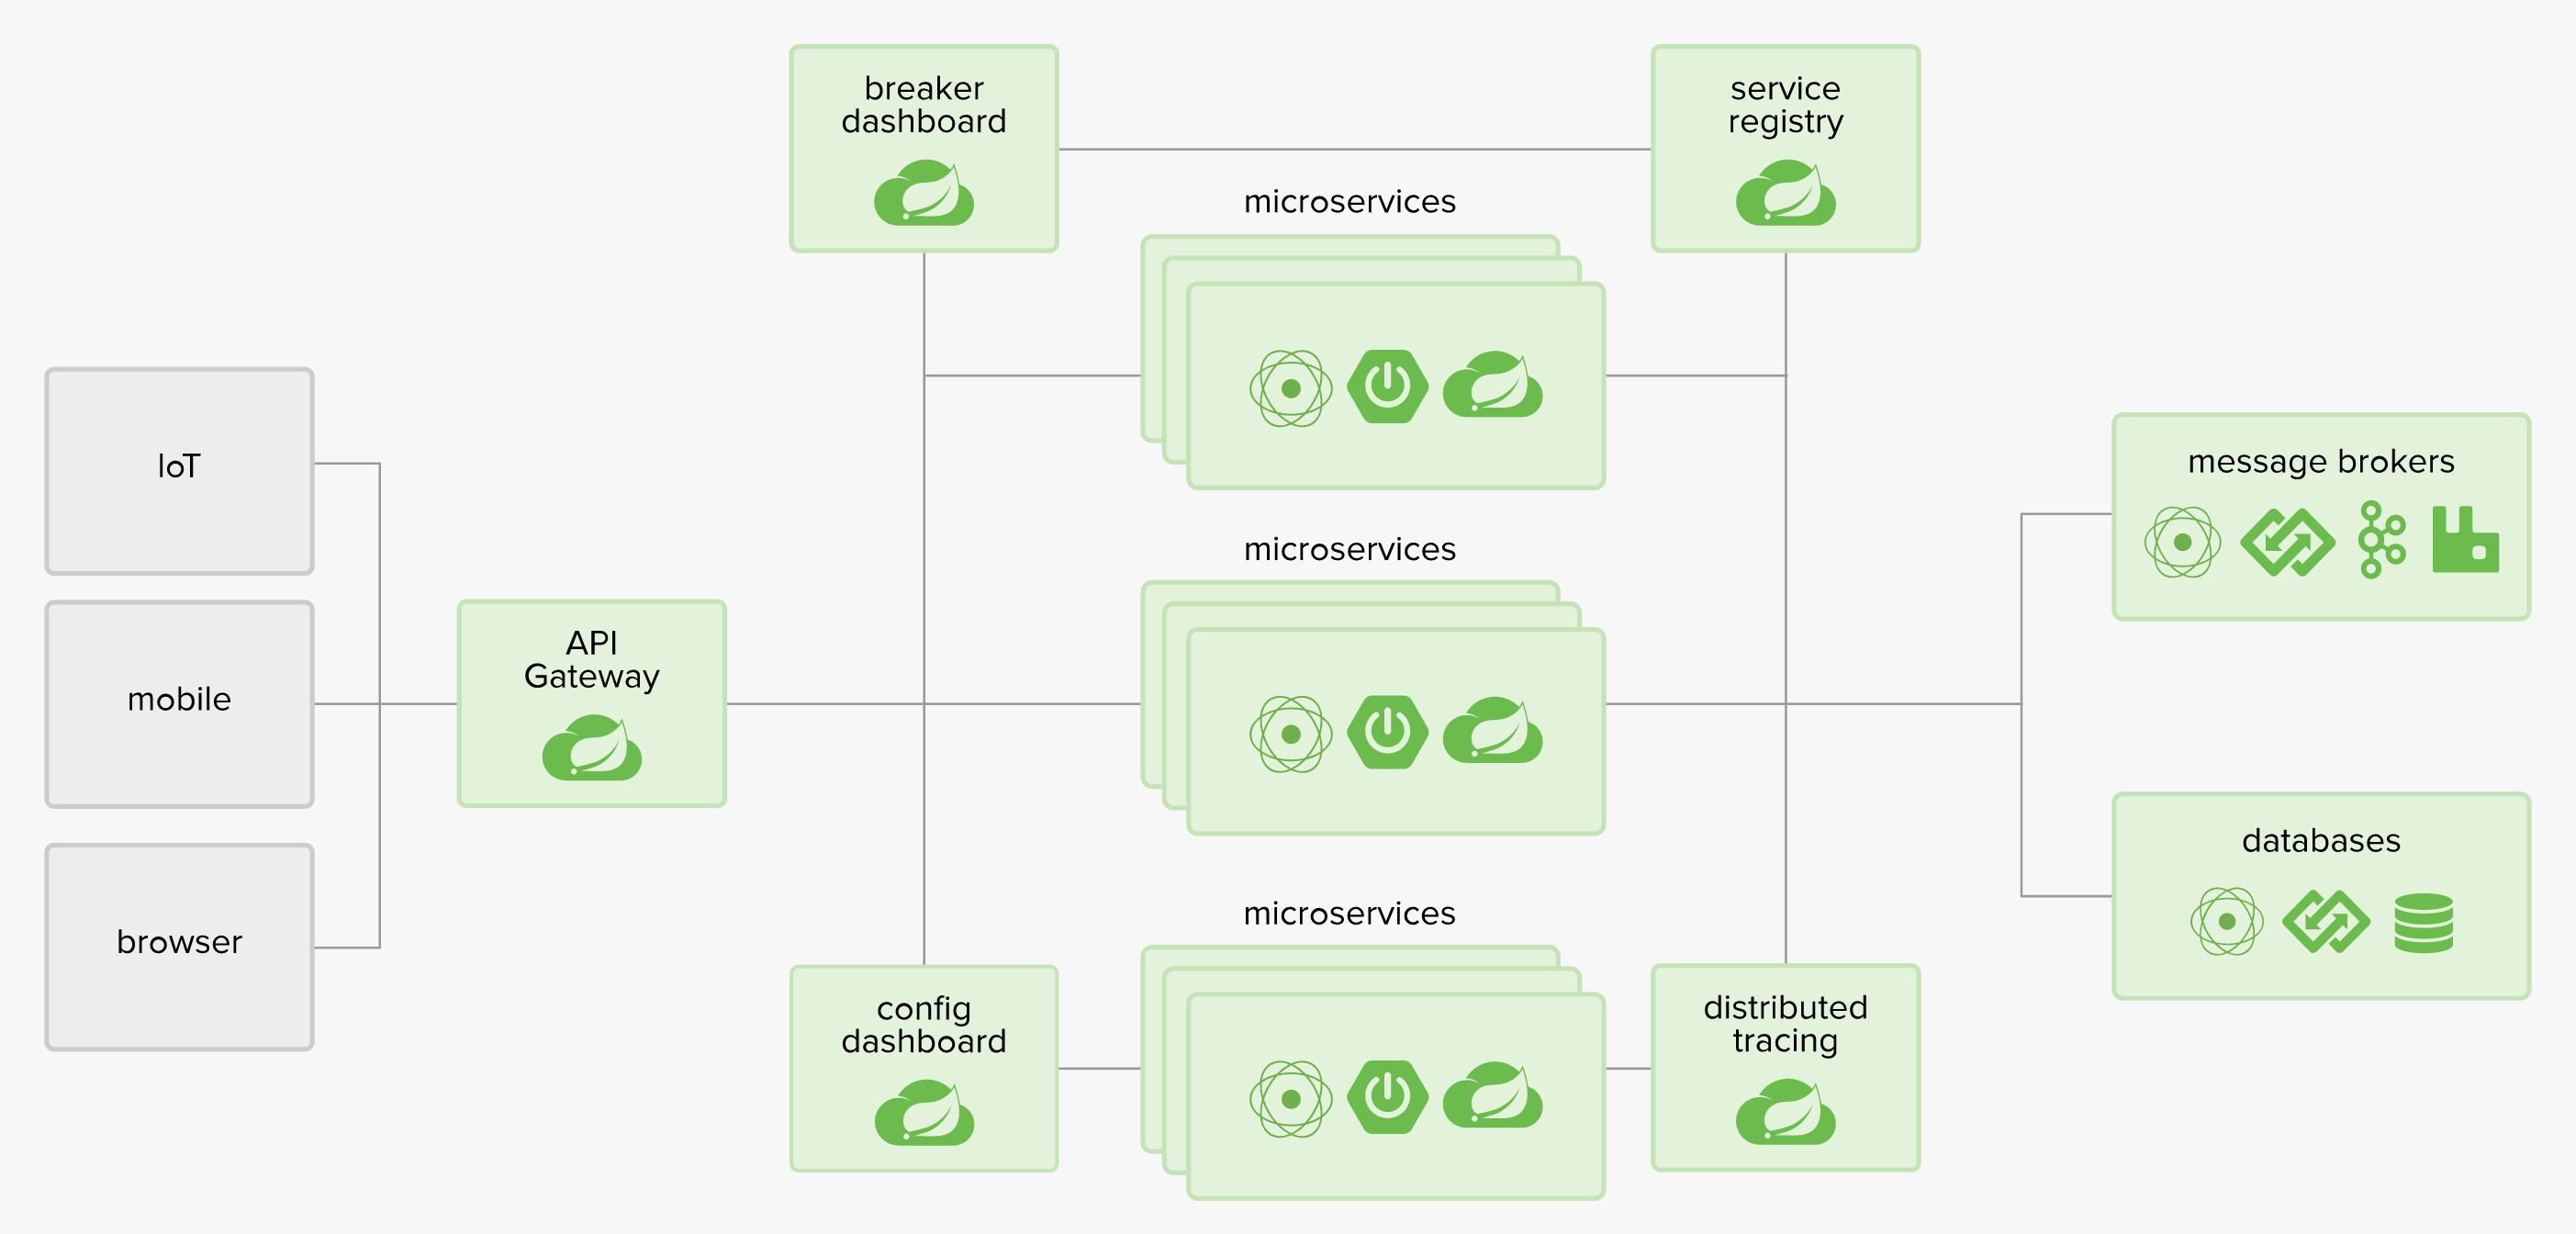 breaker
dashboard
service
registry
microservices
IoT
message brokers
microservices
API
Gateway
mobile
databases
microservices
browser
config
dashboard
distributed
tracing